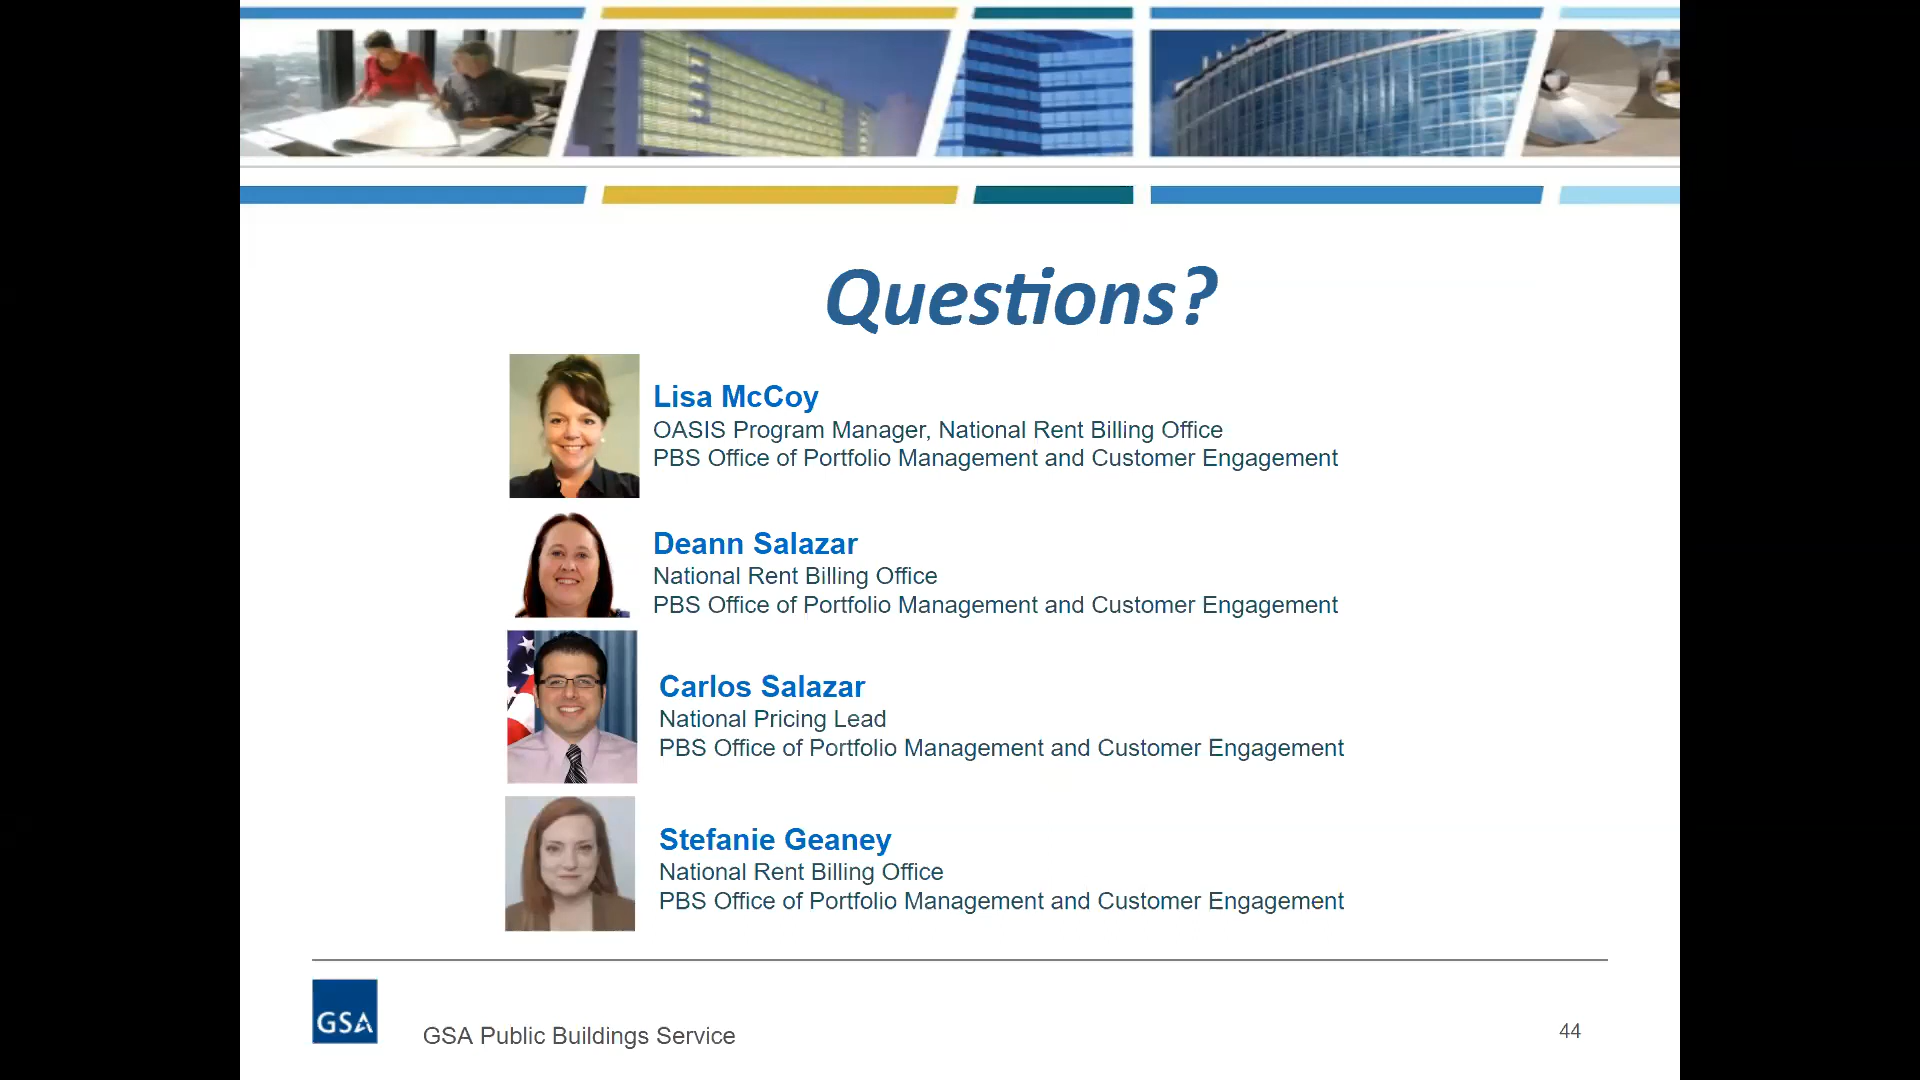 Questions?
Lisa McCoy
OASIS Program Manager, National Rent Billing Office
PBS Office of Portfolio Management and Customer Engagement
Deann Salazar
National Rent Billing Office
PBS Office of Portfolio Management and Customer Engagement
Carlos Salazar
National Pricing Lead
PBS Office of Portfolio Management and Customer Engagement
Stefanie Geaney
National Rent Billing Office
PBS Office of Portfolio Management and Customer Engagement
GSA
GSA Public Buildings Service
44